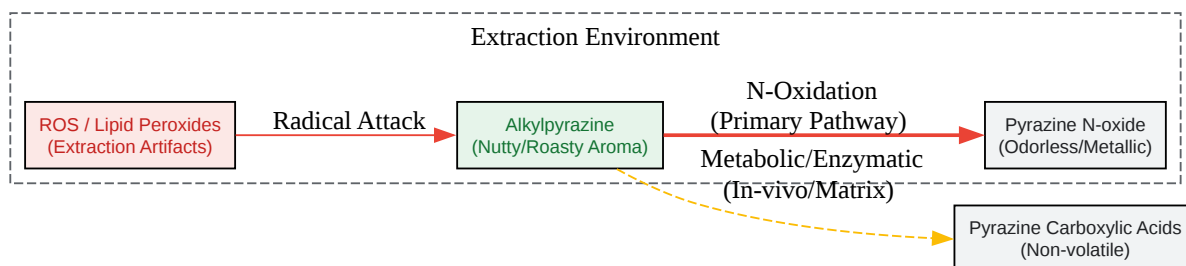 Extraction Environment
ROS / Lipid Peroxides
(Extraction Artifacts)
Radical Attack
Alkylpyrazine
(Nutty/Roasty Aroma)
N-Oxidation
(Primary Pathway)
Pyrazine N-oxide
(Odorless/Metallic)
Metabolic/Enzymatic
(In-vivo/Matrix)
Pyrazine Carboxylic Acids
(Non-volatile)